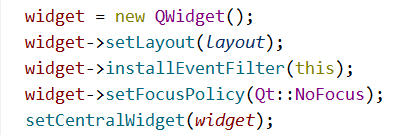 widget = new QWidget();
widget->setLayout(layout);
widget->installEventFilter(this);
widget->setFocusPolicy(Qt::NoFocus);
setCentralWidget(widget);